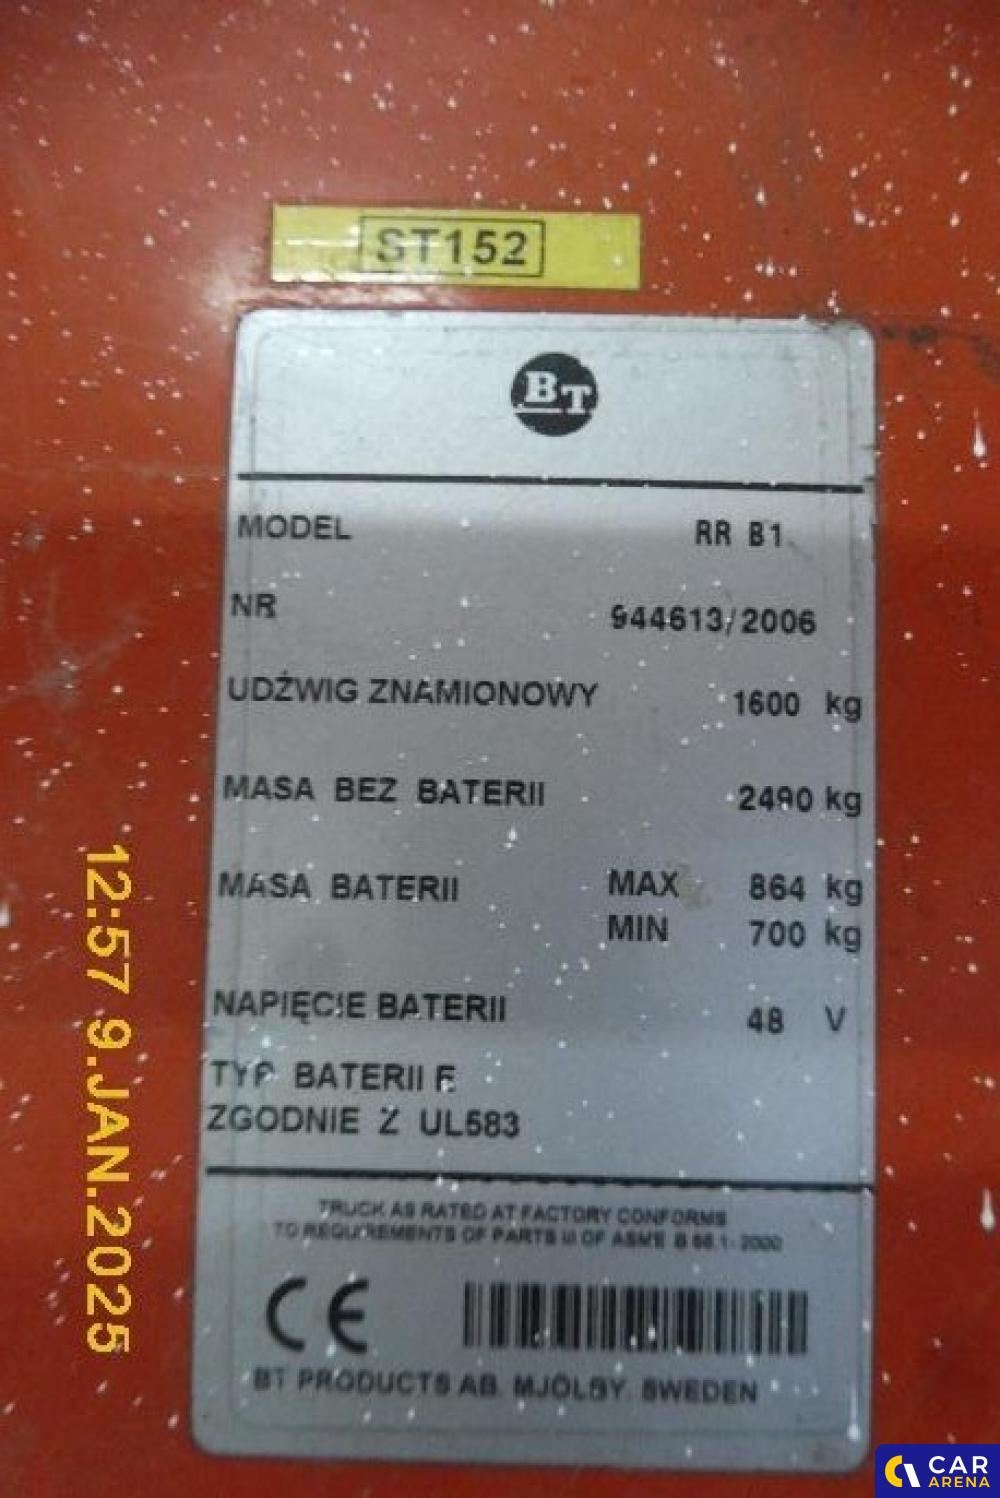 ST152
BT
MODEL RR B1
NR 944613/2006
UDŹWIG ZNAMIONOWY 1600 kg
MASA BEZ BATERII 2490 kg
MASA BATERII MAX 864 kg
MIN 700 kg
NAPIĘCIE BATERII 48 V
TYP BATERII E
ZGODNIE Z UL583
TRUCK AS RATED AT FACTORY CONFORMS
TO REQUIREMENTS OF PARTS III OF ASME B 56.1-2000
CE
BT PRODUCTS AB. MJÖLBY. SWEDEN
12:57 9.JAN.2025
CAR
ARENA